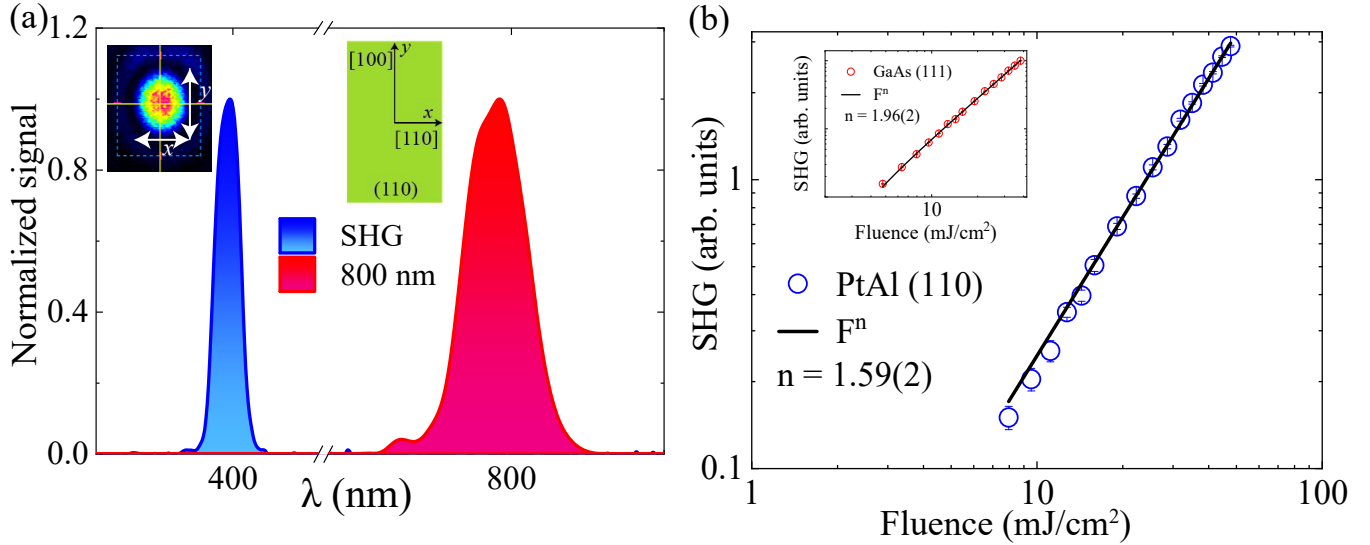 (a)
1.2
0.8
0.4
0.0
Normalized signal
y
x
[100]
y
x
[110]
(110)
SHG
800 nm
400
800
λ (nm)
(b)
1
0.1
SHG (arb. units)
GaAs (111)
Fⁿ
n = 1.96(2)
SHG (arb. units)
10
Fluence (mJ/cm²)
PtAl (110)
Fⁿ
n = 1.59(2)
1
10
100
Fluence (mJ/cm²)